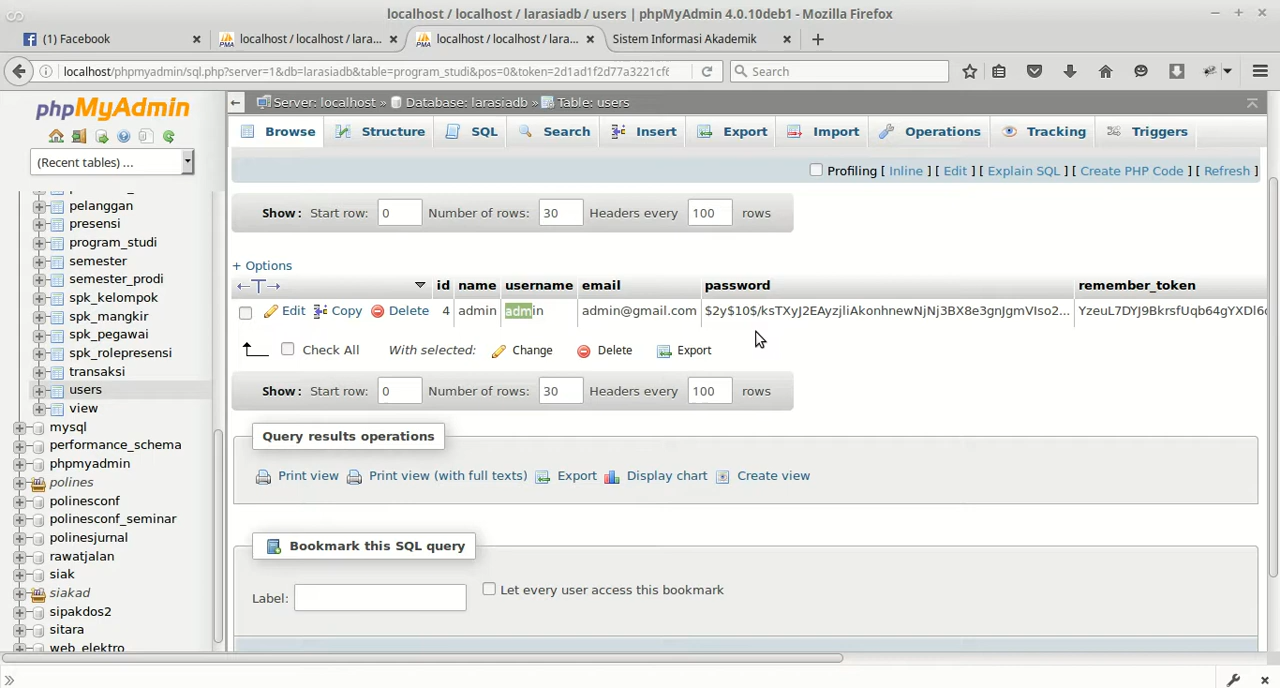 localhost / localhost / larasiadb / users | phpMyAdmin 4.0.10deb1 - Mozilla Firefox
(1) Facebook
localhost / localhost / lara...
localhost / localhost / lara...
Sistem Informasi Akademik
localhost/phpmyadmin/sql.php?server=1&db=larasiadb&table=program_studi&pos=0&token=2d1ad1f2d77a3221cf6
Search
phpMyAdmin
(Recent tables) ...
pelanggan
presensi
program_studi
semester
semester_prodi
spk_kelompok
spk_mangkir
spk_pegawai
spk_rolepresensi
transaksi
users
view
mysql
performance_schema
phpmyadmin
polines
polinesconf
polinesconf_seminar
polinesjurnal
rawatjalan
siak
siakad
sipakdos2
sitara
web_elektro
Server: localhost » Database: larasiadb » Table: users
Browse Structure SQL Search Insert Export Import Operations Tracking Triggers
Profiling [ Inline ] [ Edit ] [ Explain SQL ] [ Create PHP Code ] [ Refresh ]
Show : Start row: 0 Number of rows: 30 Headers every 100 rows
+ Options
←T→ id name username email password remember_token
Edit Copy Delete 4 admin admin admin@gmail.com $2y$10$/ksTXyJ2EAyzjliAkonhnewNjNj3BX8e3gnJgmVIso2... YzeuL7DYJ9BkrsfUqb64gYXDl6
Check All With selected: Change Delete Export
Show : Start row: 0 Number of rows: 30 Headers every 100 rows
Query results operations
Print view Print view (with full texts) Export Display chart Create view
Bookmark this SQL query
Label: Let every user access this bookmark